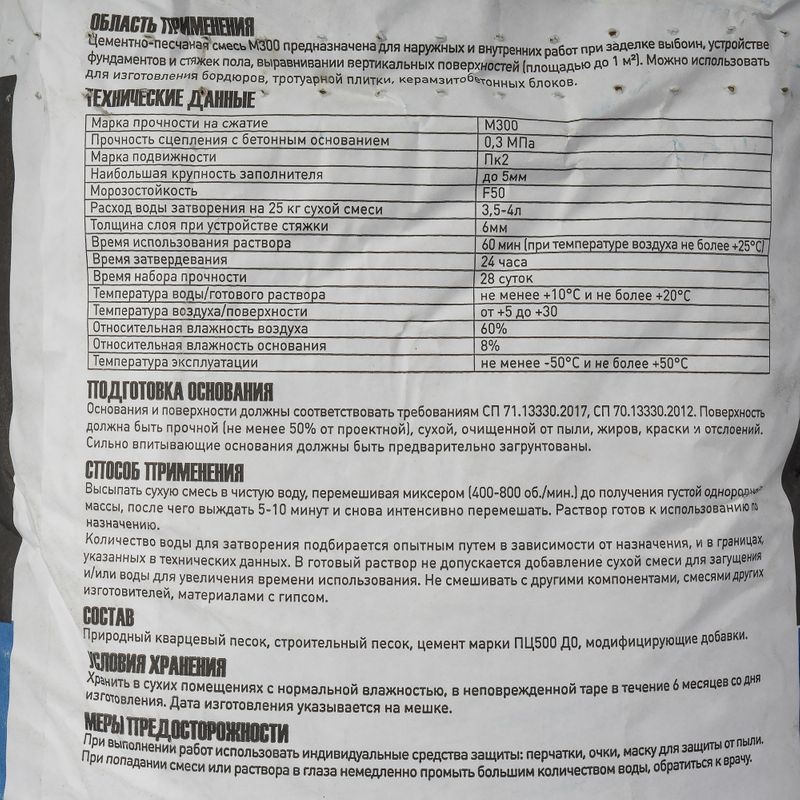 ОБЛАСТЬ ПРИМЕНЕНИЯ
Цементно-песчаная смесь М300 предназначена для наружных и внутренних работ при заделке выбоин, устройстве
фундаментов и стяжек пола, выравнивании вертикальных поверхностей (площадью до 1 м²). Можно использовать
для изготовления бордюров, тротуарной плитки, керамзитобетонных блоков.
ТЕХНИЧЕСКИЕ ДАННЫЕ
Марка прочности на сжатие М300
Прочность сцепления с бетонным основанием 0,3 МПа
Марка подвижности Пк2
Наибольшая крупность заполнителя до 5мм
Морозостойкость F50
Расход воды затворения на 25 кг сухой смеси 3,5-4л
Толщина слоя при устройстве стяжки 6мм
Время использования раствора 60 мин (при температуре воздуха не более +25°С)
Время затвердевания 24 часа
Время набора прочности 28 суток
Температура воды/готового раствора не менее +10°С и не более +20°С
Температура воздуха/поверхности от +5 до +30
Относительная влажность воздуха 60%
Относительная влажность основания 8%
Температура эксплуатации не менее -50°С и не более +50°С
ПОДГОТОВКА ОСНОВАНИЯ
Основания и поверхности должны соответствовать требованиям СП 71.13330.2017, СП 70.13330.2012. Поверхность
должна быть прочной (не менее 50% от проектной), сухой, очищенной от пыли, жиров, краски и отслоений.
Сильно впитывающие основания должны быть предварительно загрунтованы.
СПОСОБ ПРИМЕНЕНИЯ
Высыпать сухую смесь в чистую воду, перемешивая миксером (400-800 об./мин.) до получения густой однородной
массы, после чего выждать 5-10 минут и снова интенсивно перемешать. Раствор готов к использованию по
назначению.
Количество воды для затворения подбирается опытным путем в зависимости от назначения, и в границах,
указанных в технических данных. В готовый раствор не допускается добавление сухой смеси для загущения
и/или воды для увеличения времени использования. Не смешивать с другими компонентами, смесями других
изготовителей, материалами с гипсом.
СОСТАВ
Природный кварцевый песок, строительный песок, цемент марки ПЦ500 Д0, модифицирующие добавки.
УСЛОВИЯ ХРАНЕНИЯ
Хранить в сухих помещениях с нормальной влажностью, в неповрежденной таре в течение 6 месяцев со дня
изготовления. Дата изготовления указывается на мешке.
МЕРЫ ПРЕДОСТОРОЖНОСТИ
При выполнении работ использовать индивидуальные средства защиты: перчатки, очки, маску для защиты от пыли.
При попадании смеси или раствора в глаза немедленно промыть большим количеством воды, обратиться к врачу.